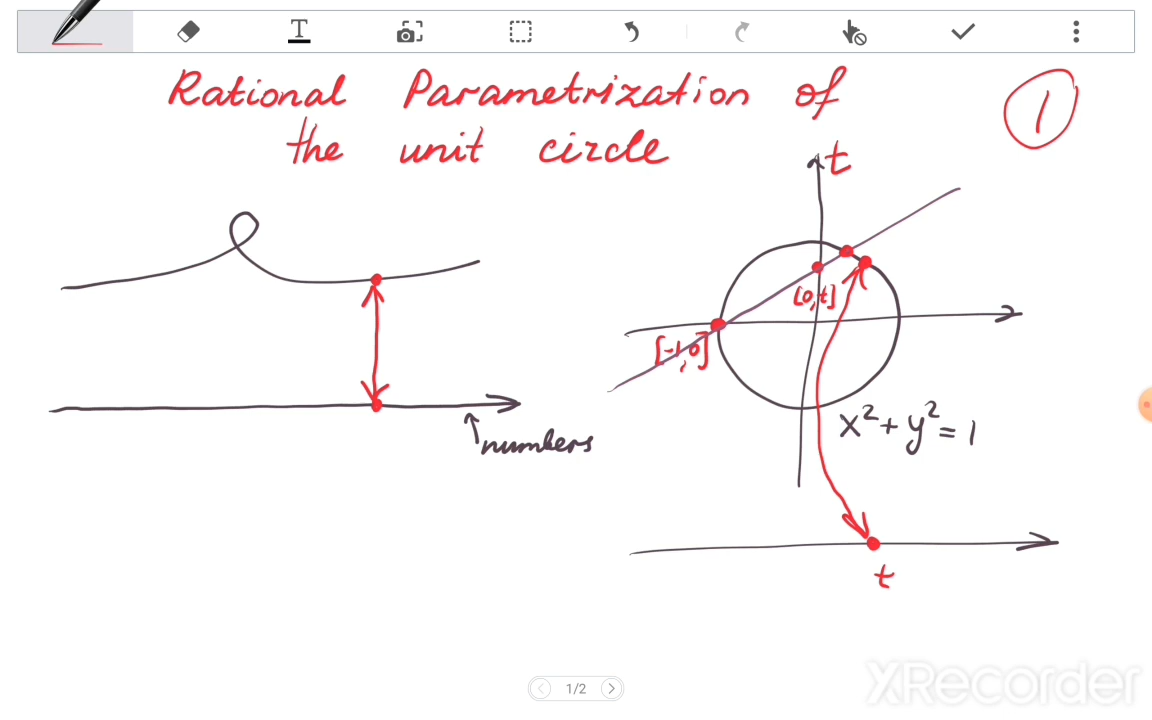 T
Rational Parametrization of
the unit circle
1
t
[0,t]
[-1,0]
x²+y²=1
numbers
t
1/2
XRecorder